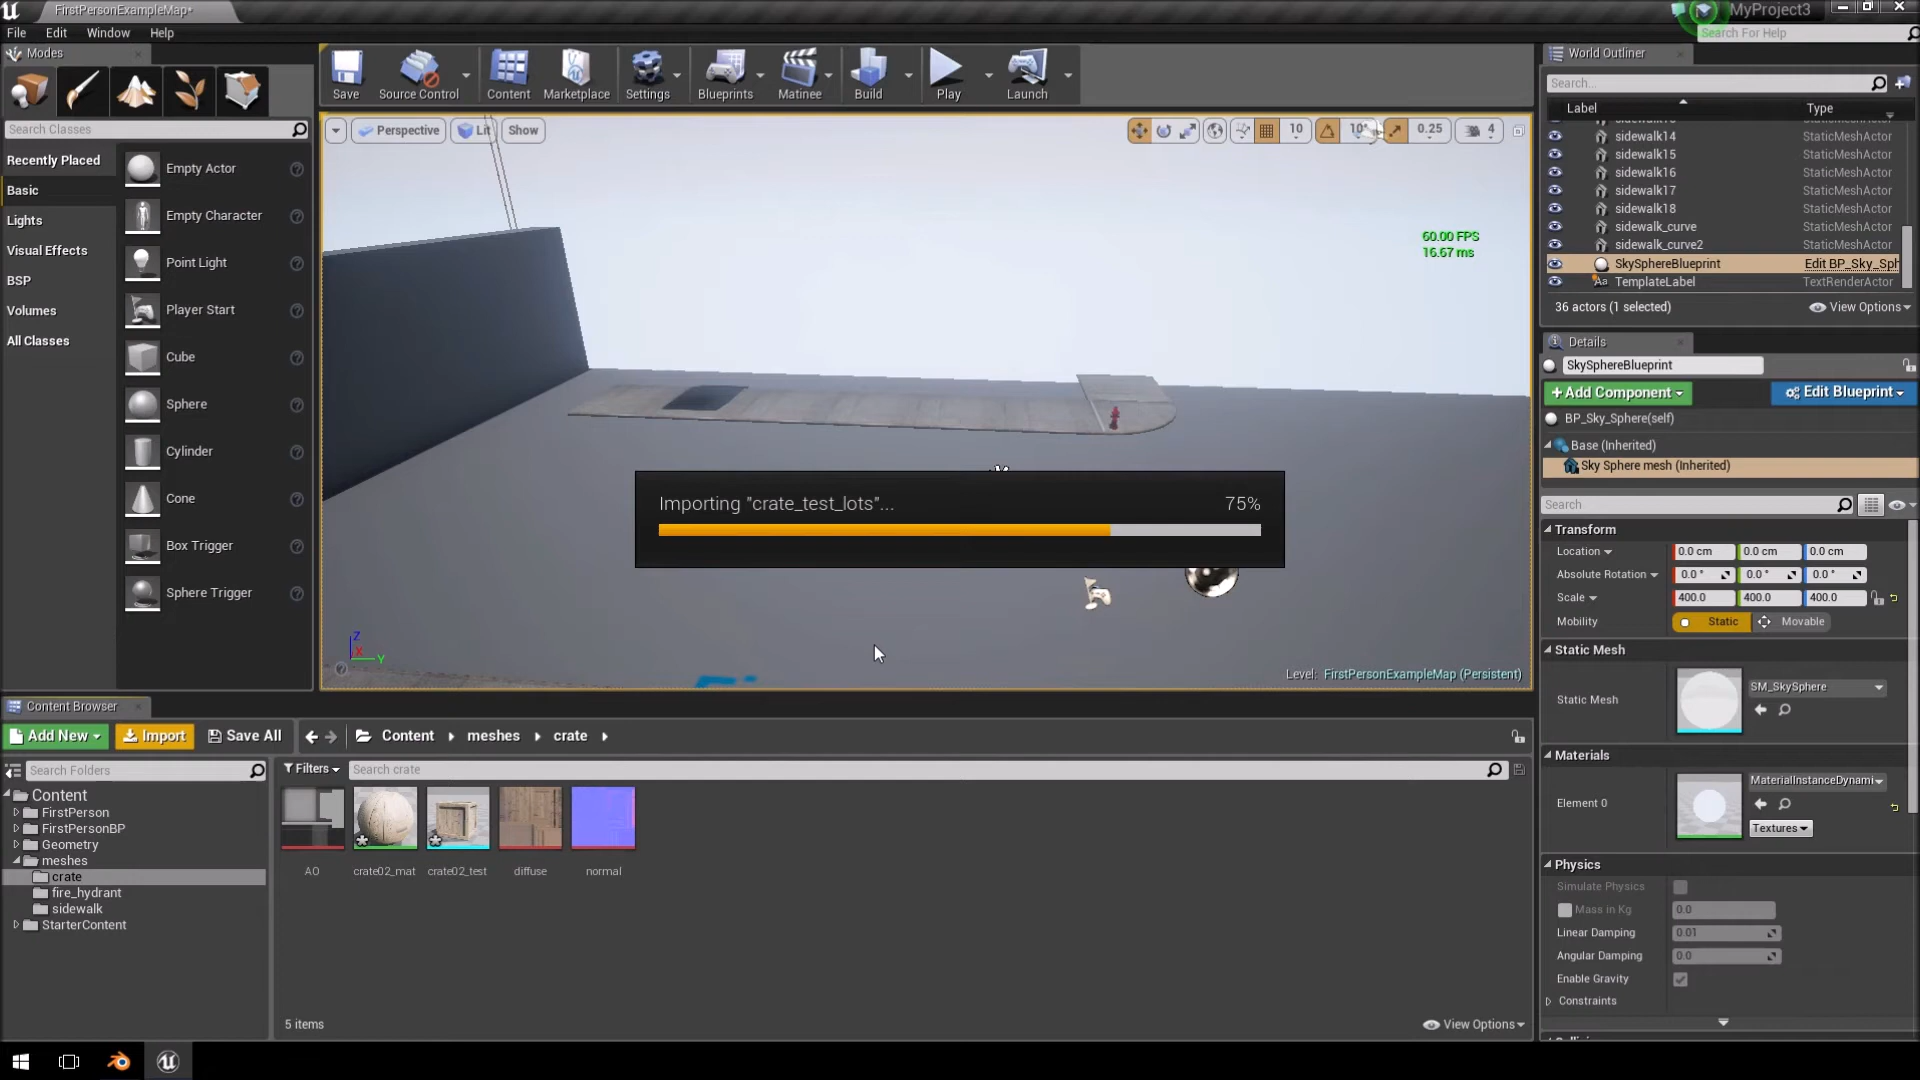 FirstPersonExampleMap*
MyProject3
File Edit Window Help
Search For Help
Modes
Save
Source Control
Content
Marketplace
Settings
Blueprints
Matinee
Build
Play
Launch
Search Classes
Recently Placed
Basic
Lights
Visual Effects
BSP
Volumes
All Classes
Empty Actor
Empty Character
Point Light
Player Start
Cube
Sphere
Cylinder
Cone
Box Trigger
Sphere Trigger
Perspective
Lit
Show
10
10°
0.25
4
60.00 FPS
16.67 ms
Importing "crate_test_lots"... 75%
Z
X
Y
Level: FirstPersonExampleMap (Persistent)
World Outliner
Search...
Label Type
sidewalk14 StaticMeshActor
sidewalk15 StaticMeshActor
sidewalk16 StaticMeshActor
sidewalk17 StaticMeshActor
sidewalk18 StaticMeshActor
sidewalk_curve StaticMeshActor
sidewalk_curve2 StaticMeshActor
SkySphereBlueprint Edit BP_Sky_Sph
TemplateLabel TextRenderActor
36 actors (1 selected) View Options
Details
SkySphereBlueprint
+ Add Component Edit Blueprint
BP_Sky_Sphere(self)
Base (Inherited)
Sky Sphere mesh (Inherited)
Search
Transform
Location 0.0 cm 0.0 cm 0.0 cm
Absolute Rotation 0.0 ° 0.0 ° 0.0 °
Scale 400.0 400.0 400.0
Mobility Static Movable
Static Mesh
Static Mesh SM_SkySphere
Materials
Element 0 MaterialInstanceDynami
Textures
Physics
Simulate Physics
Mass in Kg 0.0
Linear Damping 0.01
Angular Damping 0.0
Enable Gravity
Constraints
Content Browser
Add New Import Save All Content meshes crate
Search Folders
Filters Search crate
Content
FirstPerson
FirstPersonBP
Geometry
meshes
crate
fire_hydrant
sidewalk
StarterContent
AO crate02_mat crate02_test diffuse normal
5 items View Options